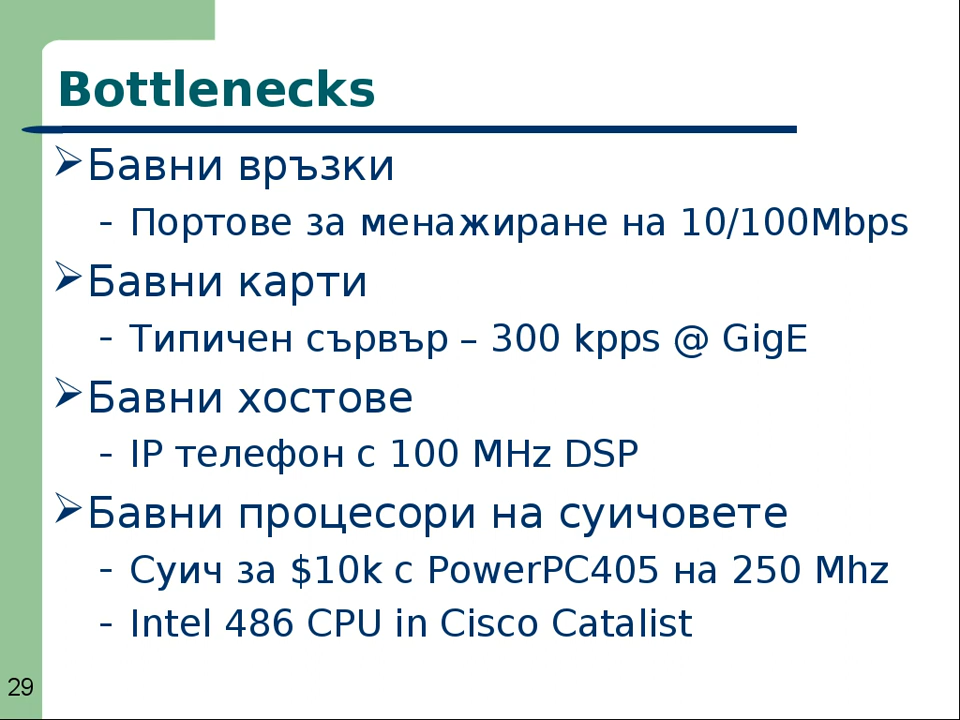 Bottlenecks
Бавни връзки
- Портове за менажиране на 10/100Mbps
Бавни карти
- Типичен сървър – 300 kpps @ GigE
Бавни хостове
- IP телефон с 100 MHz DSP
Бавни процесори на суичовете
- Суич за $10k с PowerPC405 на 250 Mhz
- Intel 486 CPU in Cisco Catalist
29